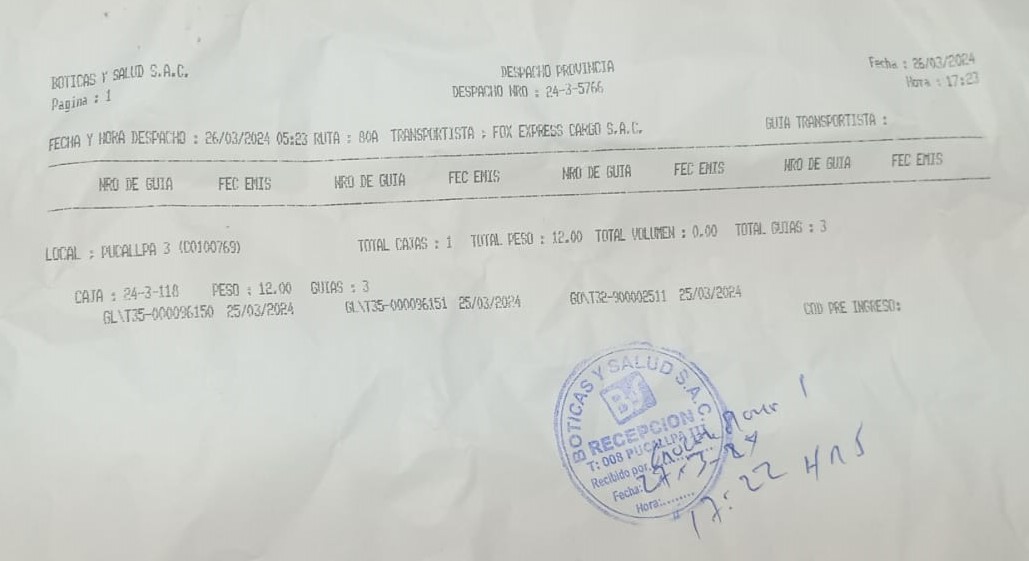 BOTICAS Y SALUD S.A.C.
DESPACHO PROVINCIA
Fecha : 26/03/2024
Pagina : 1
DESPACHO NRO : 24-3-5766
Hora : 17:23
FECHA Y HORA DESPACHO : 26/03/2024 05:23 RUTA : 80A TRANSPORTISTA : FOX EXPRESS CARGO S.A.C.
GUIA TRANSPORTISTA :
NRO DE GUIA FEC EMIS NRO DE GUIA FEC EMIS NRO DE GUIA FEC EMIS NRO DE GUIA FEC EMIS
LOCAL : PUCALLPA 3 (C0100769) TOTAL CAJAS : 1 TOTAL PESO : 12.00 TOTAL VOLUMEN : 0.00 TOTAL GUIAS : 3
CAJA : 24-3-118 PESO : 12.00 GUIAS : 3
GL\T35-000096150 25/03/2024 GL\T35-000096151 25/03/2024 GO\T32-900002511 25/03/2024
COD PRE INGRESO:
BOTICAS Y SALUD S.A.C.
RECEPCION
T: 008 PUCALLPA III
Recibido por
Fecha: 27-3-24
Hora:........
17:22 HRS